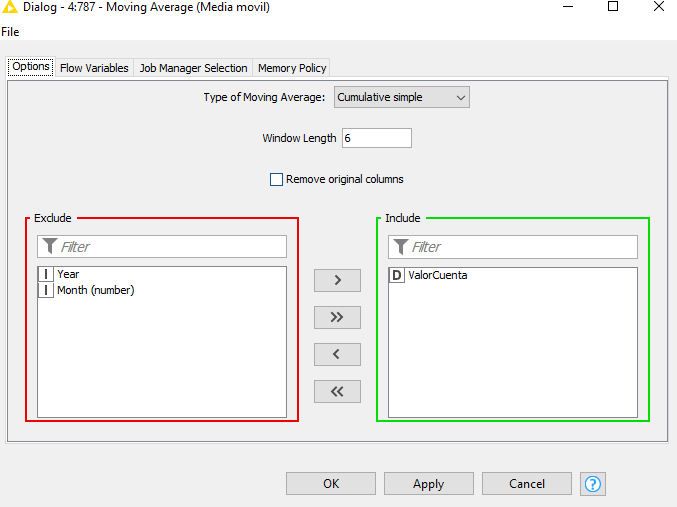 Dialog - 4:787 - Moving Average (Media movil)
File
Options Flow Variables Job Manager Selection Memory Policy
Type of Moving Average: Cumulative simple
Window Length 6
Remove original columns
Exclude
Filter
I Year
I Month (number)
>
>>
<
<<
Include
Filter
D ValorCuenta
OK Apply Cancel ?